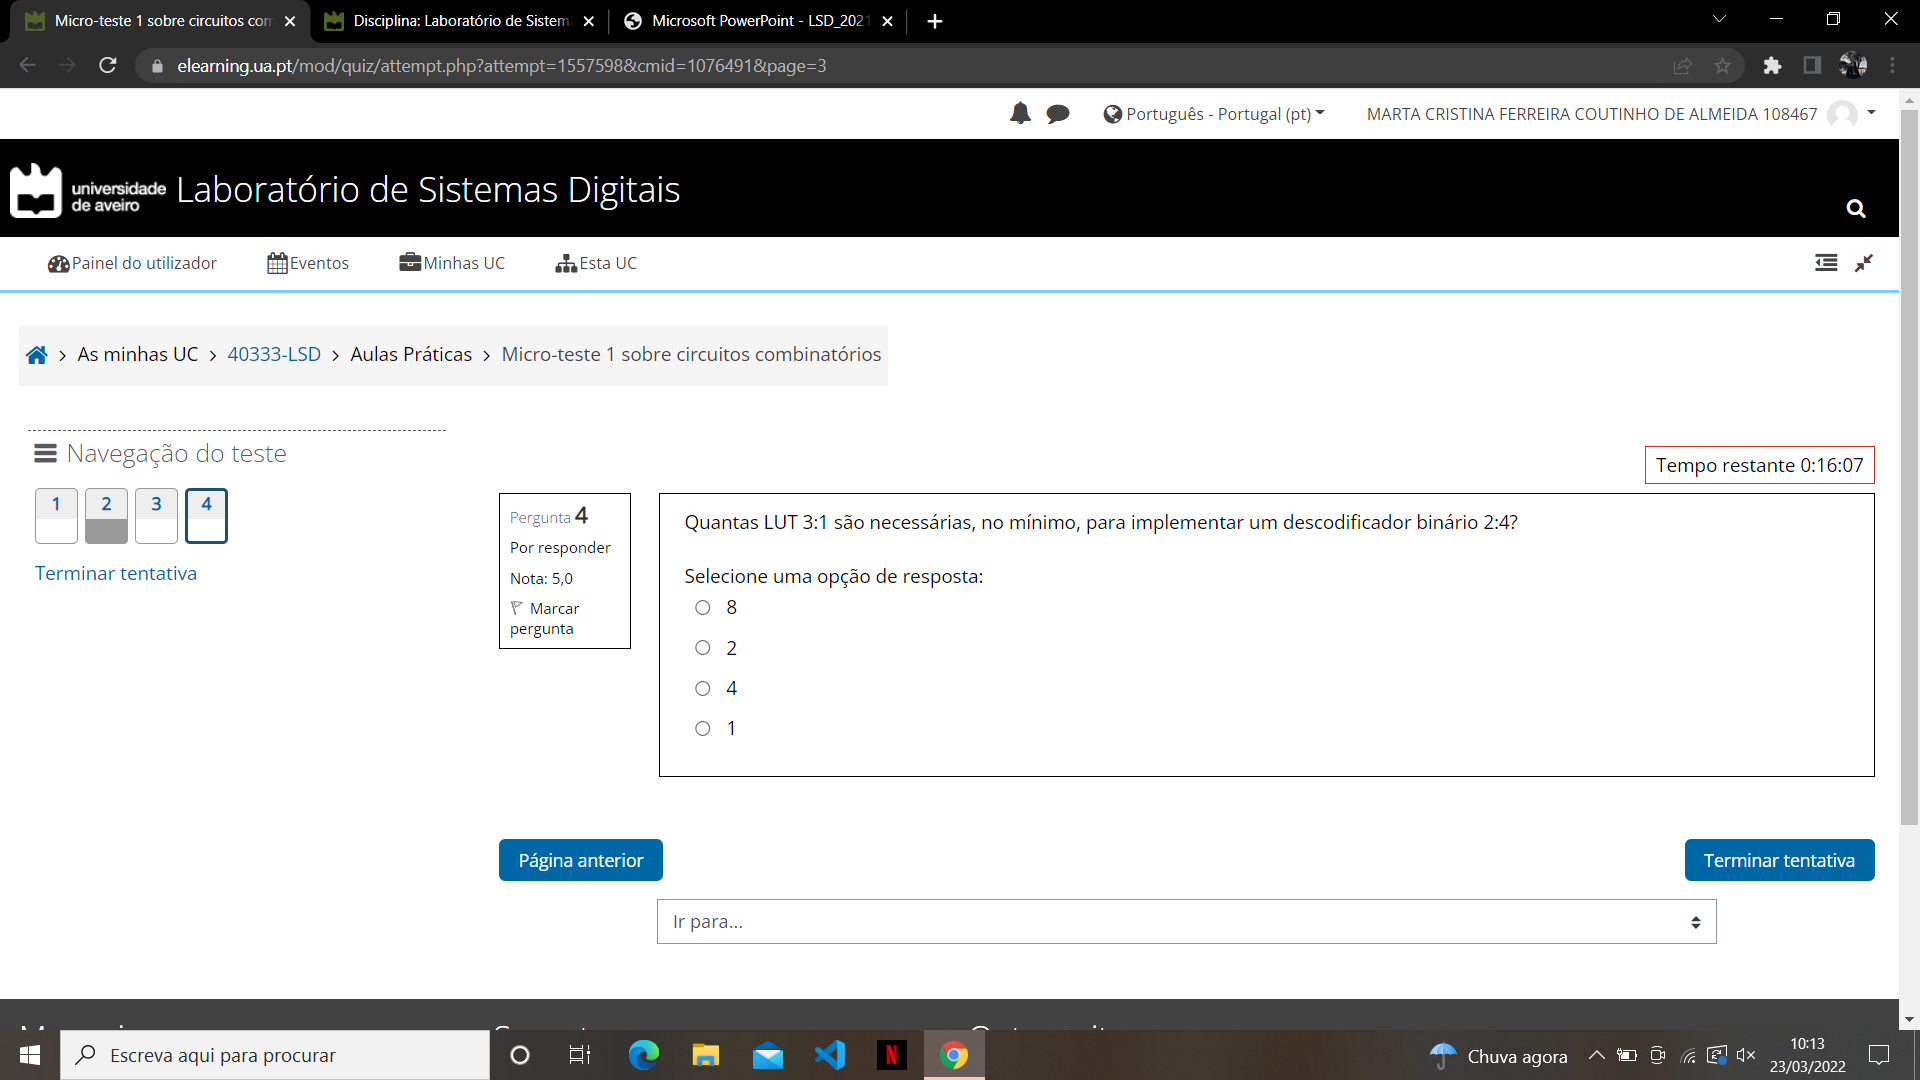 Micro-teste 1 sobre circuitos com
Disciplina: Laboratório de Sistem
Microsoft PowerPoint - LSD_2021
elearning.ua.pt/mod/quiz/attempt.php?attempt=1557598&cmid=1076491&page=3
Português - Portugal (pt)
MARTA CRISTINA FERREIRA COUTINHO DE ALMEIDA 108467
universidade de aveiro
Laboratório de Sistemas Digitais
Painel do utilizador
Eventos
Minhas UC
Esta UC
As minhas UC > 40333-LSD > Aulas Práticas > Micro-teste 1 sobre circuitos combinatórios
Navegação do teste
1 2 3 4
Terminar tentativa
Tempo restante 0:16:07
Pergunta 4
Por responder
Nota: 5,0
Marcar
pergunta
Quantas LUT 3:1 são necessárias, no mínimo, para implementar um descodificador binário 2:4?
Selecione uma opção de resposta:
8
2
4
1
Página anterior
Terminar tentativa
Ir para...
Escreva aqui para procurar
N
Chuva agora
10:13
23/03/2022